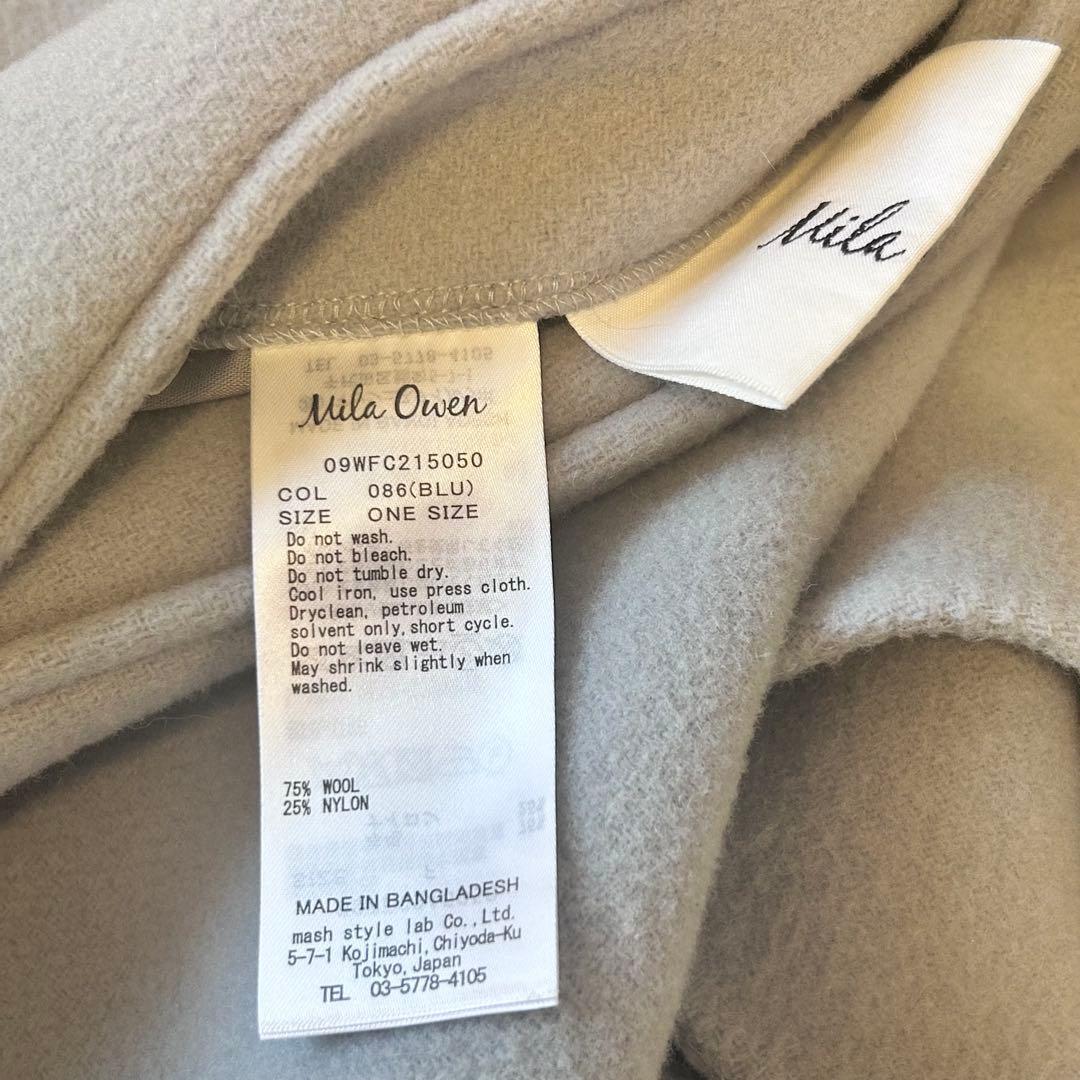 Mila
Mila Owen
09WFC215050
COL 086(BLU)
SIZE ONE SIZE
Do not wash.
Do not bleach.
Do not tumble dry.
Cool iron, use press cloth.
Dryclean, petroleum
solvent only,short cycle.
Do not leave wet.
May shrink slightly when
washed.
75% WOOL
25% NYLON
MADE IN BANGLADESH
mash style lab Co.,Ltd.
5-7-1 Kojimachi,Chiyoda-Ku
Tokyo,Japan
TEL 03-5778-4105